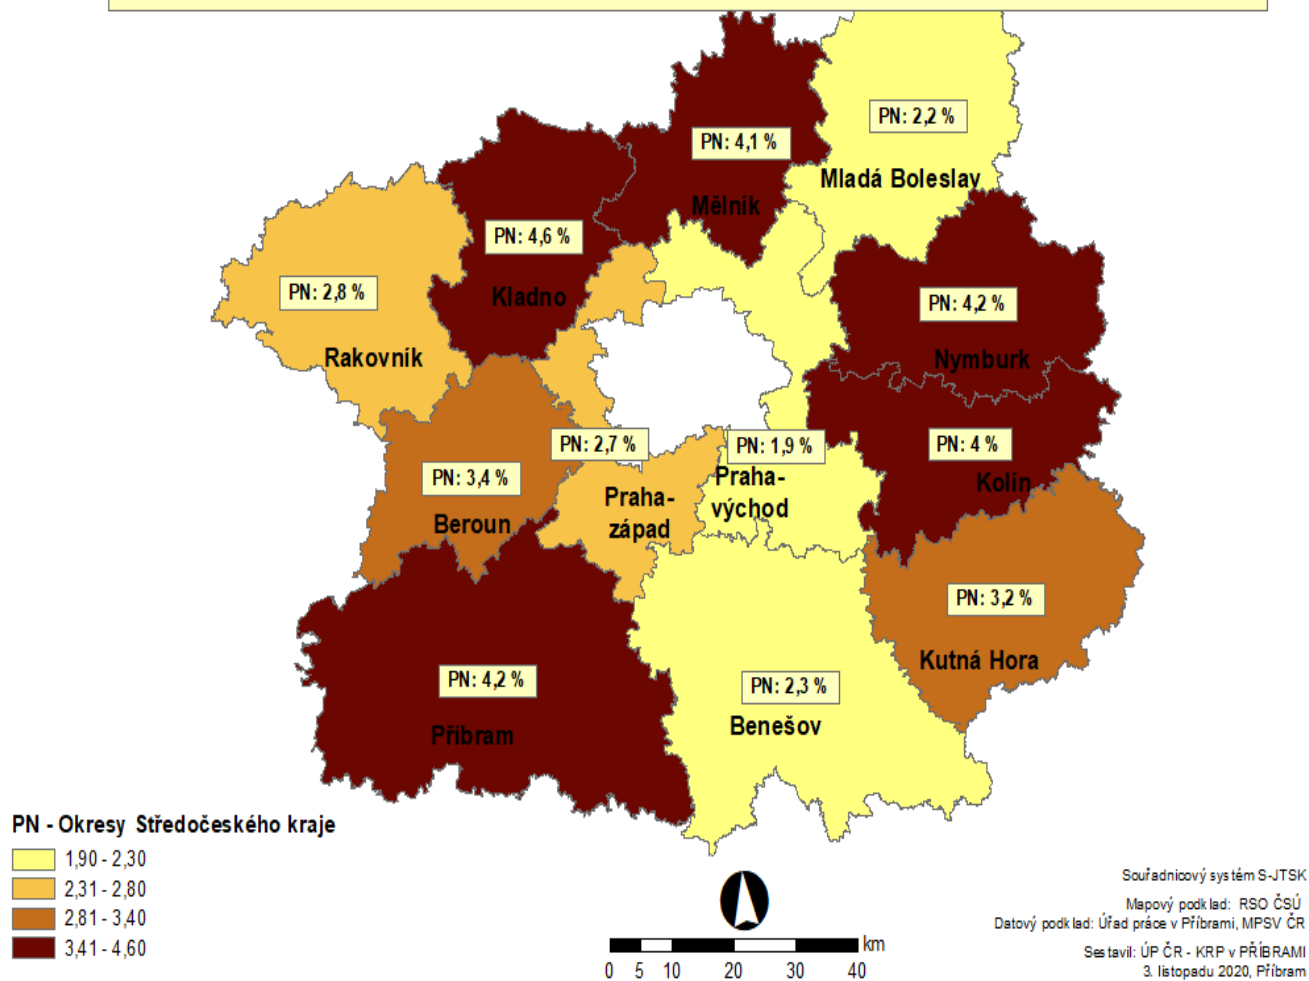 PN: 2,2 %
Mladá Boleslav
PN: 4,1 %
Mělník
PN: 4,6 %
Kladno
PN: 2,8 %
Rakovník
PN: 4,2 %
Nymburk
PN: 4 %
Kolín
PN: 2,7 %
Praha-
západ
PN: 1,9 %
Praha-
východ
PN: 3,4 %
Beroun
PN: 3,2 %
Kutná Hora
PN: 4,2 %
Příbram
PN: 2,3 %
Benešov
PN - Okresy Středočeského kraje
1,90 - 2,30
2,31 - 2,80
2,81 - 3,40
3,41 - 4,60
km
0 5 10 20 30 40
Souřadnicový systém S-JTSK
Mapový podklad: RSO ČSÚ
Datový podklad: Úřad práce v Příbrami, MPSV ČR
Sestavil: ÚP ČR - KRP v PŘÍBRAMI
3. listopadu 2020, Příbram